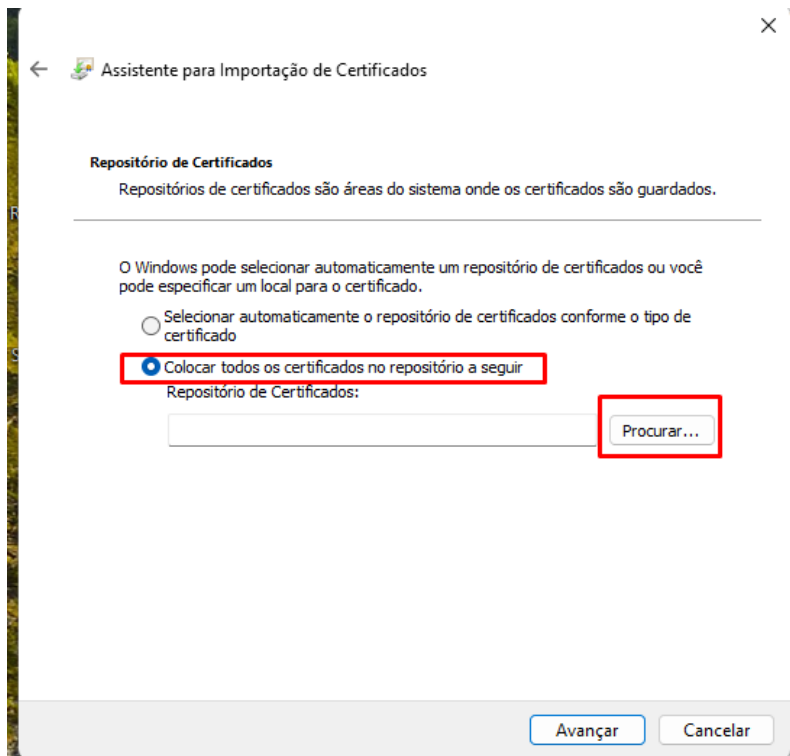 Assistente para Importação de Certificados
Repositório de Certificados
Repositórios de certificados são áreas do sistema onde os certificados são guardados.
R
O Windows pode selecionar automaticamente um repositório de certificados ou você
pode especificar um local para o certificado.
Selecionar automaticamente o repositório de certificados conforme o tipo de
certificado
S
Colocar todos os certificados no repositório a seguir
Repositório de Certificados:
Procurar...
Avançar
Cancelar